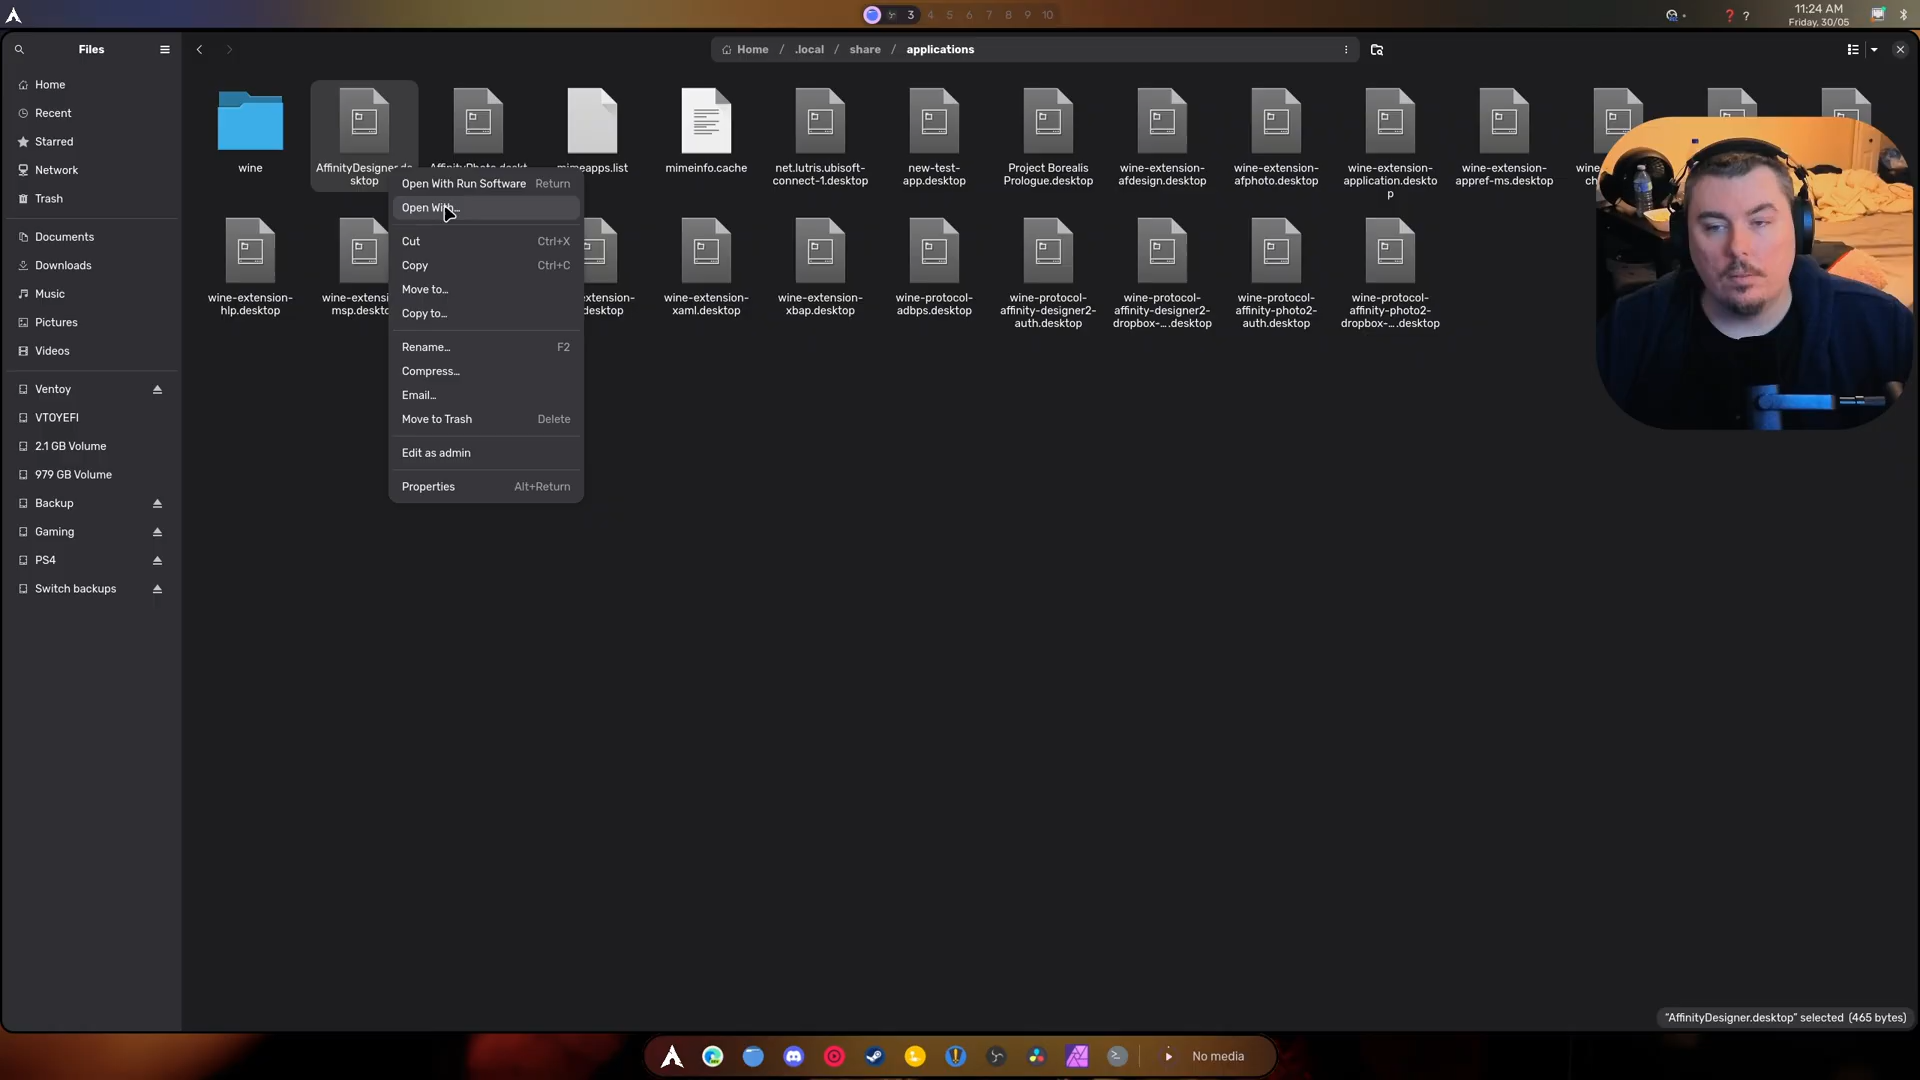 3 4 5 6 7 8 9 10
11:24 AM
Friday, 30/05
Files
Home / .local / share / applications
Home
Recent
Starred
Network
Trash
Documents
Downloads
Music
Pictures
Videos
Ventoy
VTOYEFI
2.1 GB Volume
979 GB Volume
Backup
Gaming
PS4
Switch backups
wine
AffinityDesigner.de
sktop
mimeinfo.cache
net.lutris.ubisoft-
connect-1.desktop
new-test-
app.desktop
Project Borealis
Prologue.desktop
wine-extension-
afdesign.desktop
wine-extension-
afphoto.desktop
wine-extension-
application.deskto
p
wine-extension-
appref-ms.desktop
wine-extension-
hlp.desktop
wine-extension-
xaml.desktop
wine-extension-
xbap.desktop
wine-protocol-
adbps.desktop
wine-protocol-
affinity-designer2-
auth.desktop
wine-protocol-
affinity-designer2-
dropbox-….desktop
wine-protocol-
affinity-photo2-
auth.desktop
wine-protocol-
affinity-photo2-
dropbox-….desktop
Open With Run Software Return
Open With…
Cut Ctrl+X
Copy Ctrl+C
Move to…
Copy to…
Rename… F2
Compress…
Email…
Move to Trash Delete
Edit as admin
Properties Alt+Return
"AffinityDesigner.desktop" selected (465 bytes)
No media